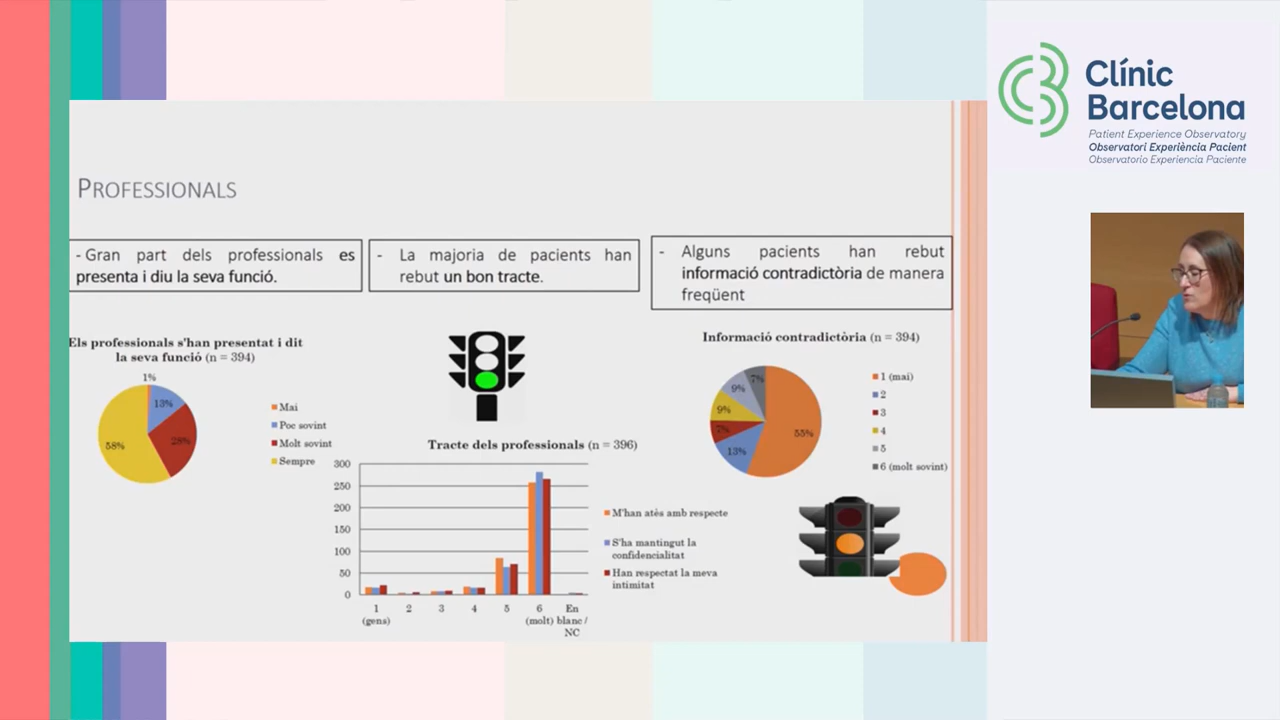 Clínic
Barcelona
Patient Experience Observatory
Observatori Experiència Pacient
Observatorio Experiencia Paciente
PROFESSIONALS
- Gran part dels professionals es
presenta i diu la seva funció.
- La majoria de pacients han
rebut un bon tracte.
- Alguns pacients han rebut
informació contradictòria de manera
freqüent
Els professionals s'han presentat i dit
la seva funció (n = 394)
1%
13%
28%
58%
Mai
Poc sovint
Molt sovint
Sempre
Tracte dels professionals (n = 396)
300
250
200
150
100
50
0
1 2 3 4 5 6 En
(gens) (molt) blanc /
NC
M'han atès amb respecte
S'ha mantingut la
confidencialitat
Han respectat la meva
intimitat
Informació contradictòria (n = 394)
7%
9%
9%
7%
13%
55%
1 (mai)
2
3
4
5
6 (molt sovint)